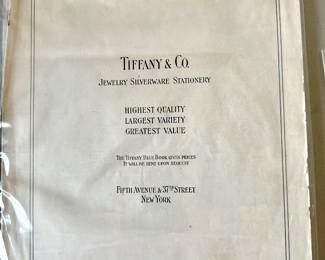 TIFFANY & CO.
JEWELRY SILVERWARE STATIONERY
HIGHEST QUALITY
LARGEST VARIETY
GREATEST VALUE
THE TIFFANY BLUE BOOK GIVES PRICES
IT WILL BE SENT UPON REQUEST
FIFTH AVENUE & 37TH STREET
NEW YORK